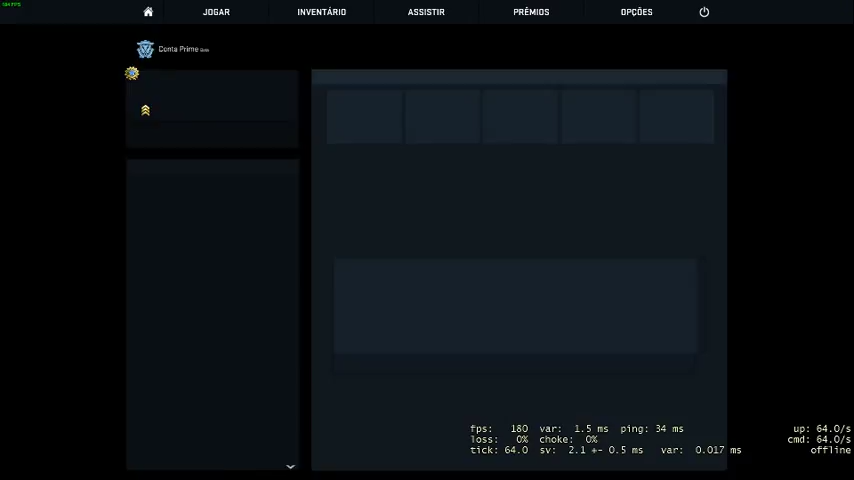 JOGAR INVENTÁRIO ASSISTIR PRÊMIOS OPÇÕES
Conta Prime
fps: 180 var: 1.5 ms ping: 34 ms up: 64.0/s
loss: 0% choke: 0% cmd: 64.0/s
tick: 64.0 sv: 2.1 +- 0.5 ms var: 0.017 ms offline